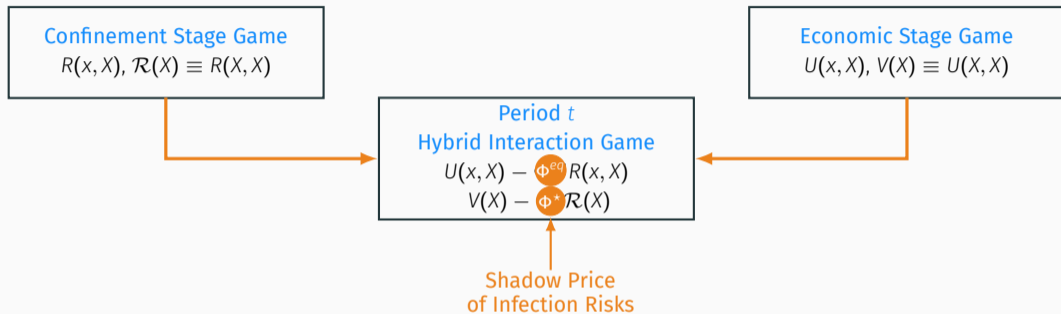 Confinement Stage Game
R(x, X), 𝓡(X) ≡ R(X, X)
Economic Stage Game
U(x, X), V(X) ≡ U(X, X)
Period t
Hybrid Interaction Game
U(x, X) − Φ^eq R(x, X)
V(X) − Φ* 𝓡(X)
Shadow Price
of Infection Risks